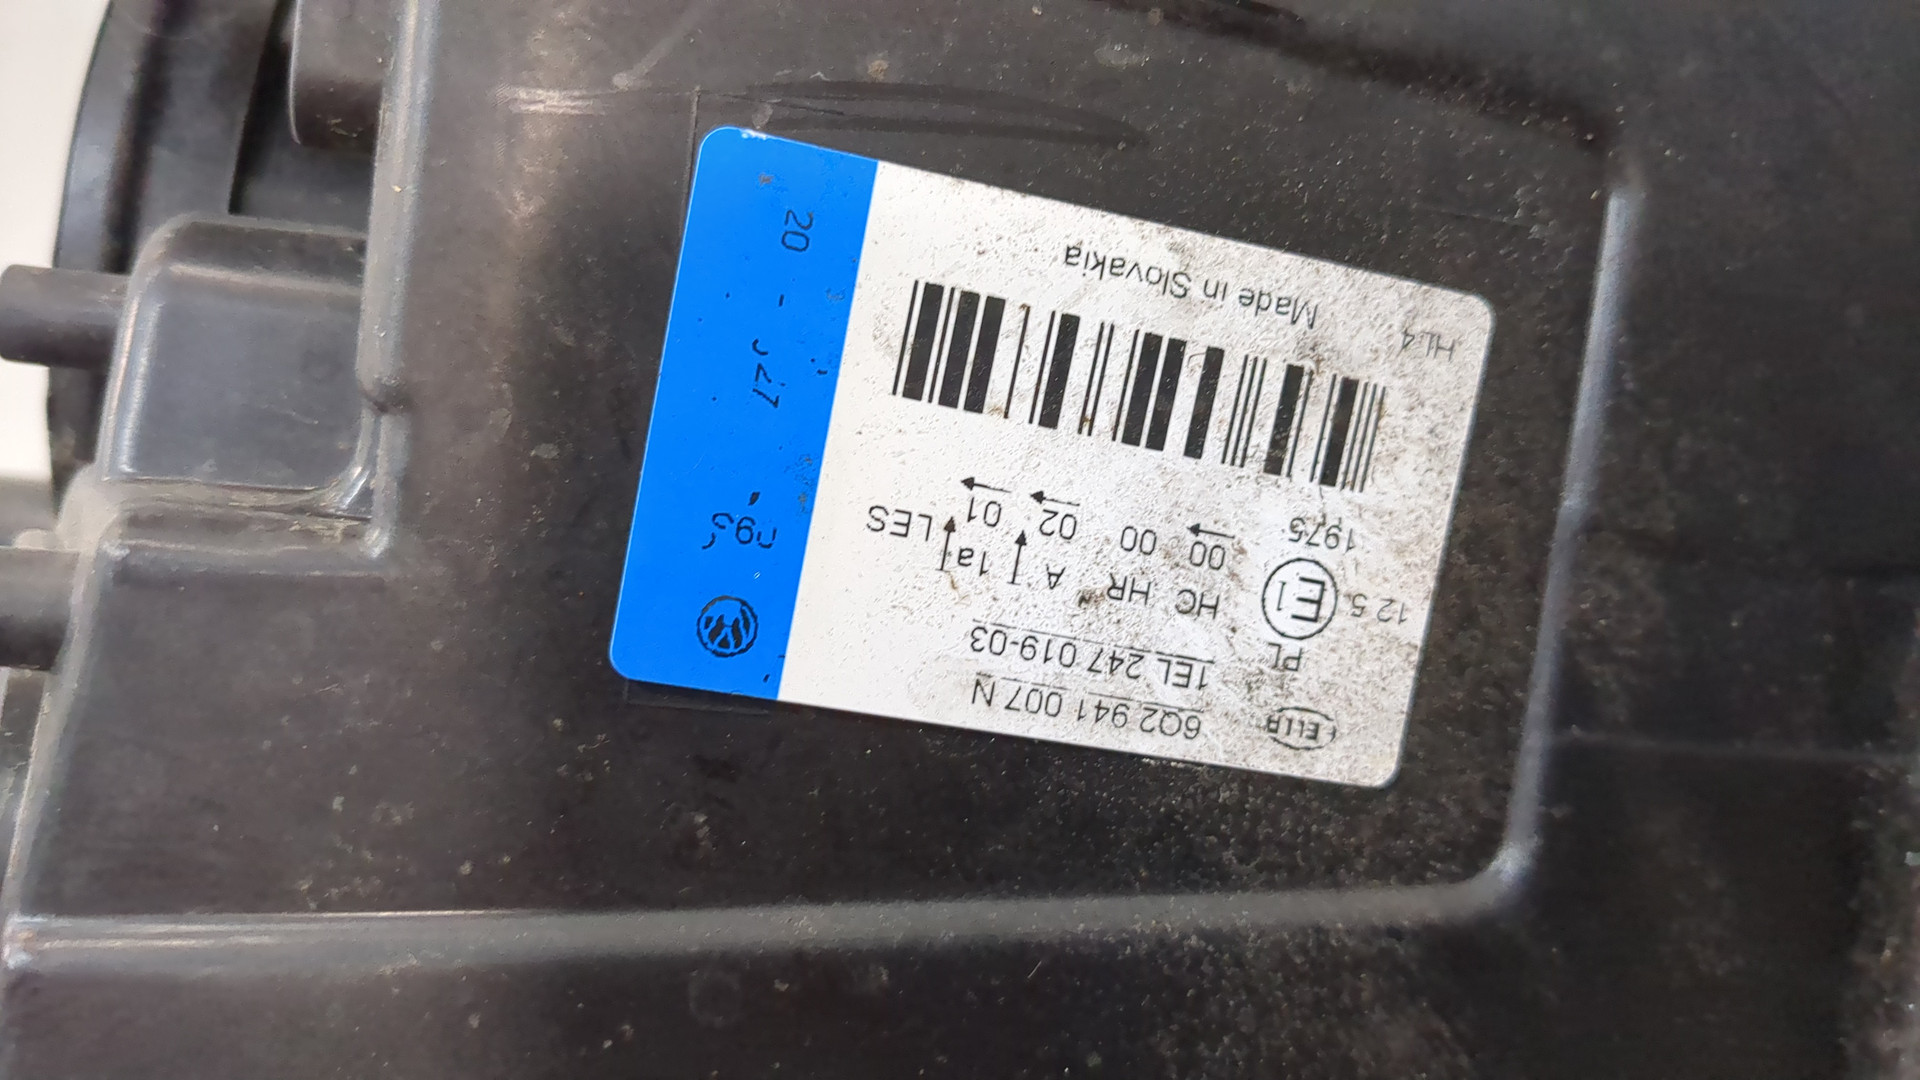 6Q2 941 007 N
1EL 247 019-03
PL
HC HR A 1a LES
12.5 E1
00 00 02 01
1973
Made in Slovakia
HL4
20 -